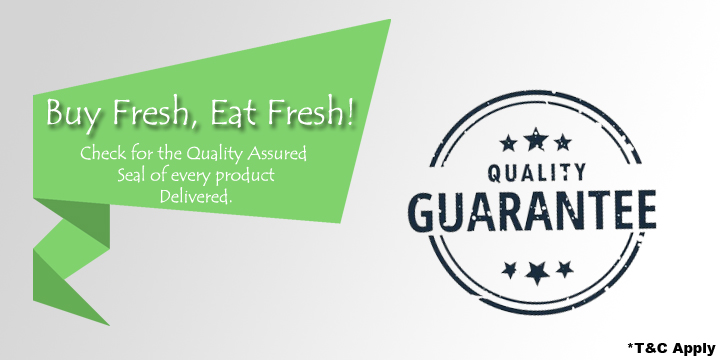 Buy Fresh, Eat Fresh!
Check for the Quality Assured
Seal of every product
Delivered.
QUALITY
GUARANTEE
*T&C Apply